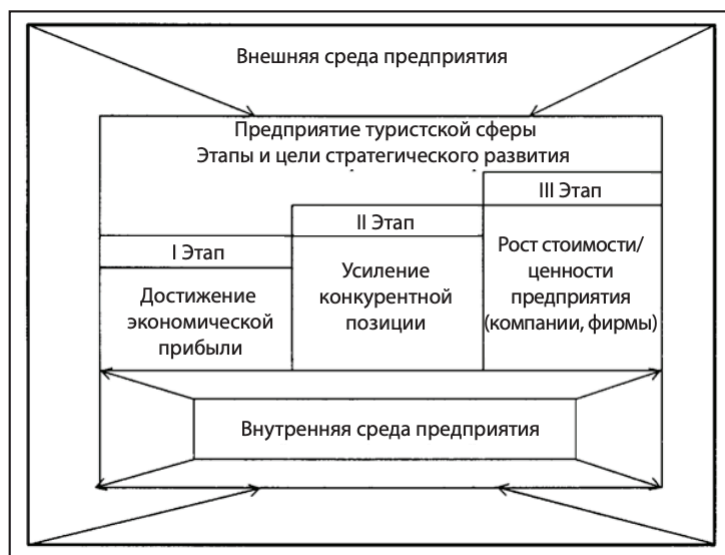 Внешняя среда предприятия
Предприятие туристской сферы
Этапы и цели стратегического развития
I Этап
Достижение
экономической
прибыли
II Этап
Усиление
конкурентной
позиции
III Этап
Рост стоимости/
ценности
предприятия
(компании, фирмы)
Внутренняя среда предприятия